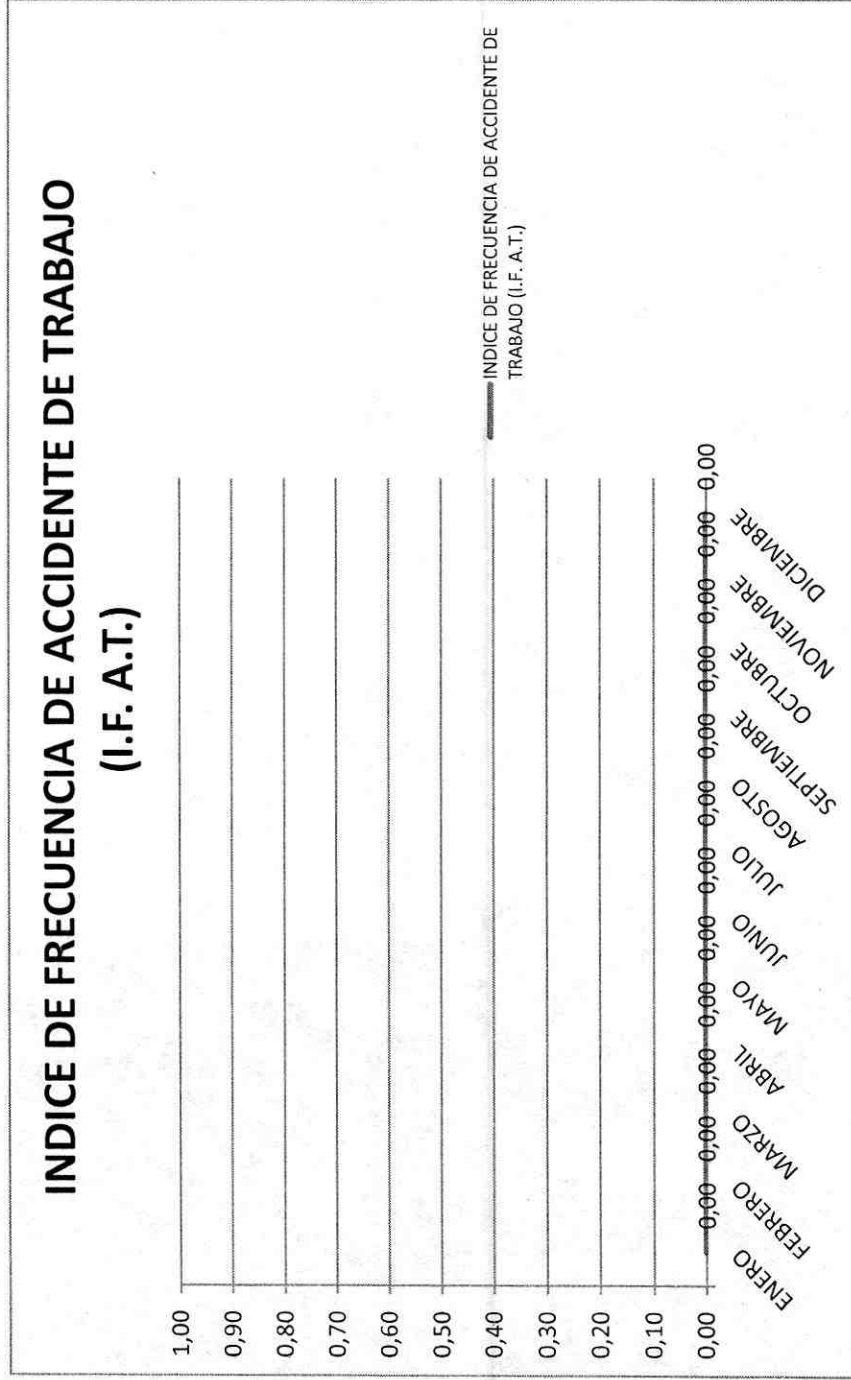 INDICE DE FRECUENCIA DE ACCIDENTE DE TRABAJO
(I.F. A.T.)
1,00
0,90
0,80
0,70
0,60
0,50
0,40
0,30
0,20
0,10
0,00
0,00 0,00 0,00 0,00 0,00 0,00 0,00 0,00 0,00 0,00 0,00 0,00
ENERO FEBRERO MARZO ABRIL MAYO JUNIO JULIO AGOSTO SEPTIEMBRE OCTUBRE NOVIEMBRE DICIEMBRE
INDICE DE FRECUENCIA DE ACCIDENTE DE
TRABAJO (I.F. A.T.)